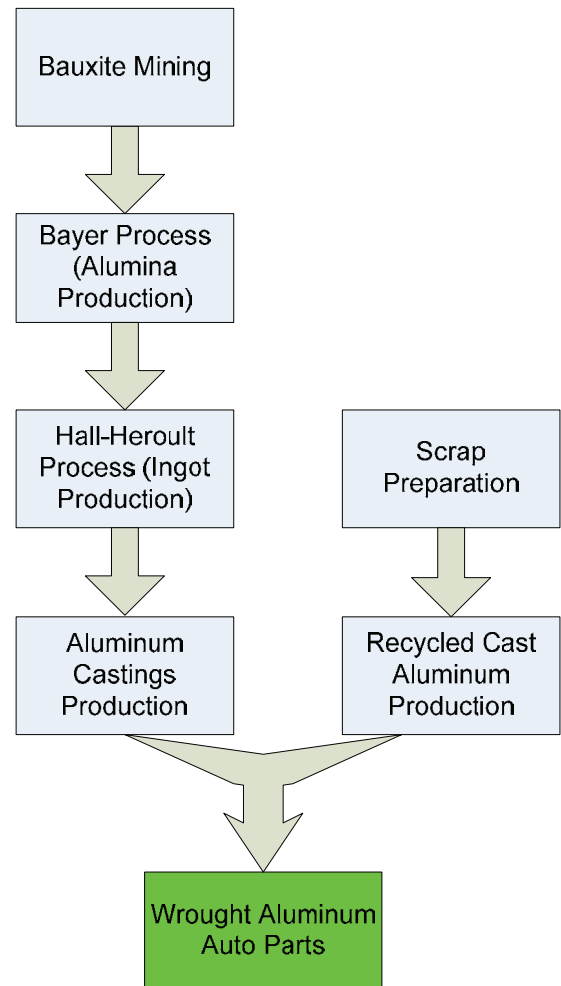 Bauxite Mining
Bayer Process
(Alumina
Production)
Hall-Heroult
Process (Ingot
Production)
Scrap
Preparation
Aluminum
Castings
Production
Recycled Cast
Aluminum
Production
Wrought Aluminum
Auto Parts